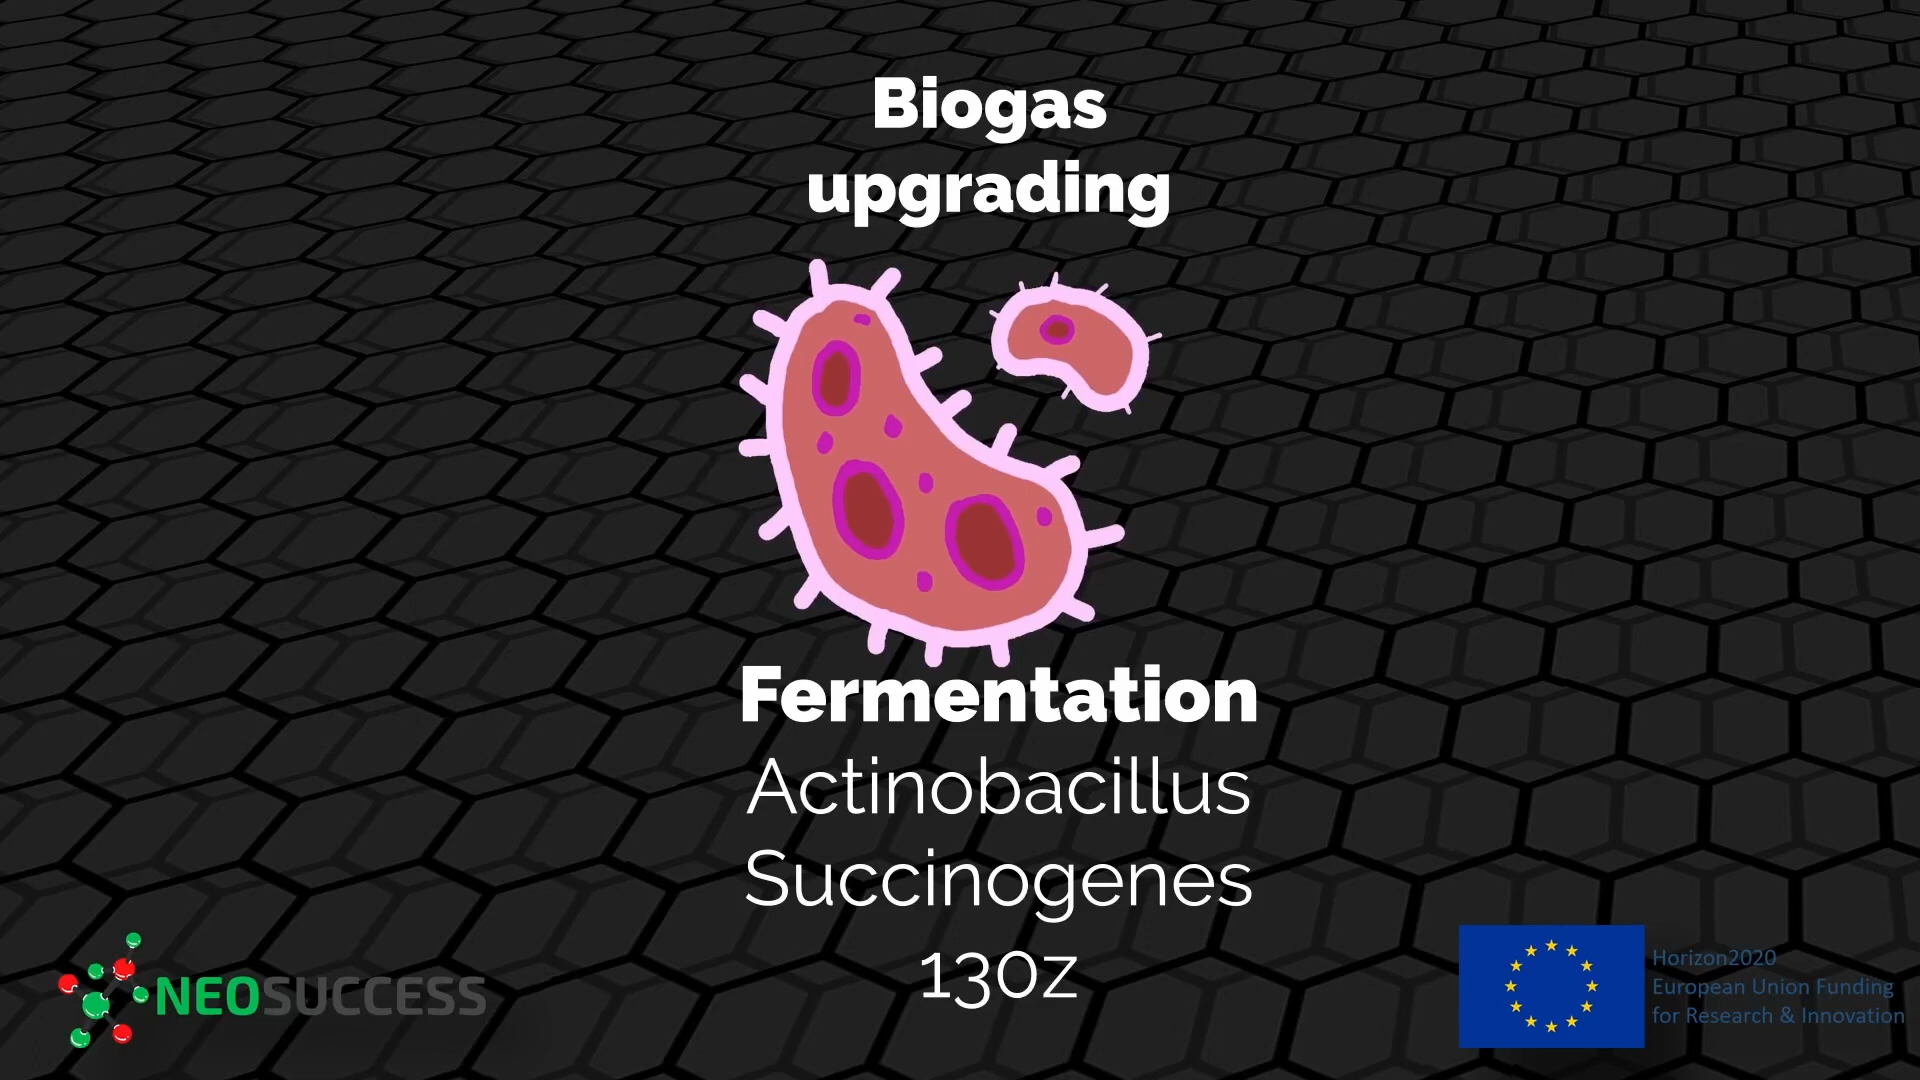 Biogas
upgrading
Fermentation
Actinobacillus
Succinogenes
130z
NEOSUCCESS
Horizon2020
European Union Funding
for Research & Innovation